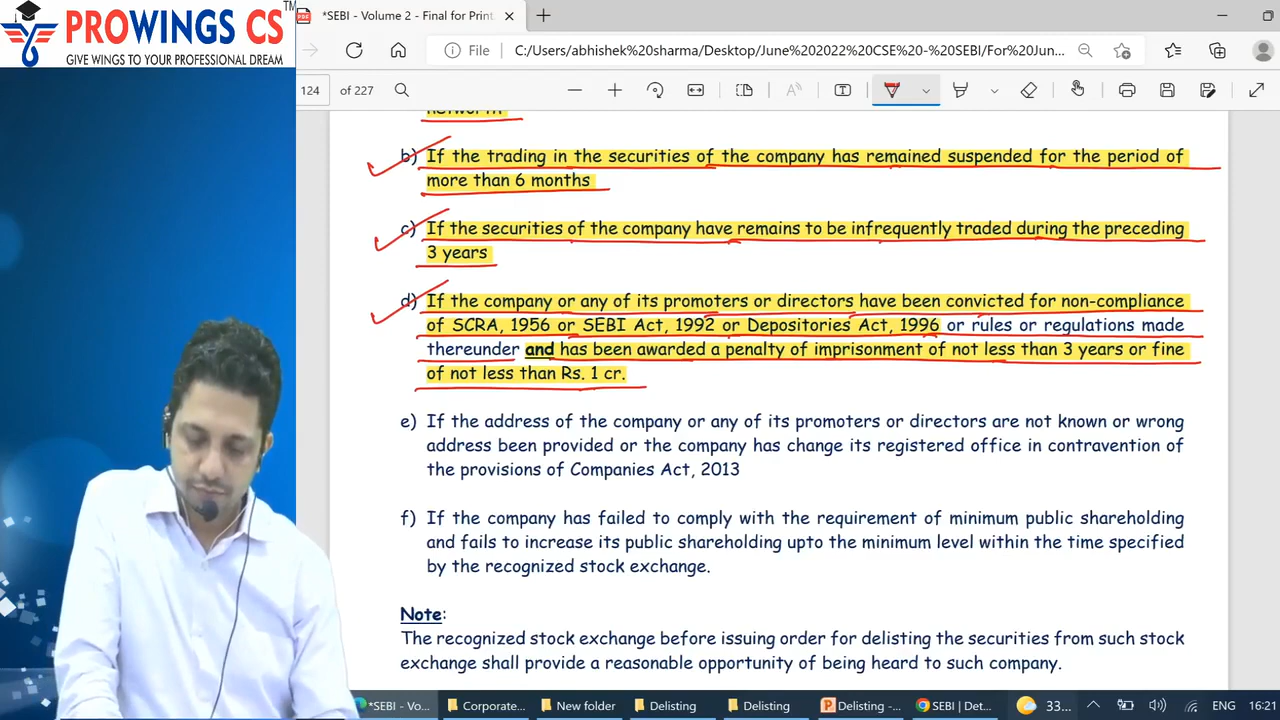 TM
PROWINGS CS
GIVE WINGS TO YOUR PROFESSIONAL DREAM
*SEBI - Volume 2 - Final for Print
File
C:/Users/abhishek%20sharma/Desktop/June%202022%20CSE%20-%20SEBI/For%20Jun...
124 of 227
networth
b) If the trading in the securities of the company has remained suspended for the period of
more than 6 months
c) If the securities of the company have remains to be infrequently traded during the preceding
3 years
d) If the company or any of its promoters or directors have been convicted for non-compliance
of SCRA, 1956 or SEBI Act, 1992 or Depositories Act, 1996 or rules or regulations made
thereunder and has been awarded a penalty of imprisonment of not less than 3 years or fine
of not less than Rs. 1 cr.
e) If the address of the company or any of its promoters or directors are not known or wrong
address been provided or the company has change its registered office in contravention of
the provisions of Companies Act, 2013
f) If the company has failed to comply with the requirement of minimum public shareholding
and fails to increase its public shareholding upto the minimum level within the time specified
by the recognized stock exchange.
Note:
The recognized stock exchange before issuing order for delisting the securities from such stock
exchange shall provide a reasonable opportunity of being heard to such company.
*SEBI - Vo... Corporate... New folder Delisting Delisting Delisting -... SEBI | Det... 33... ENG 16:21